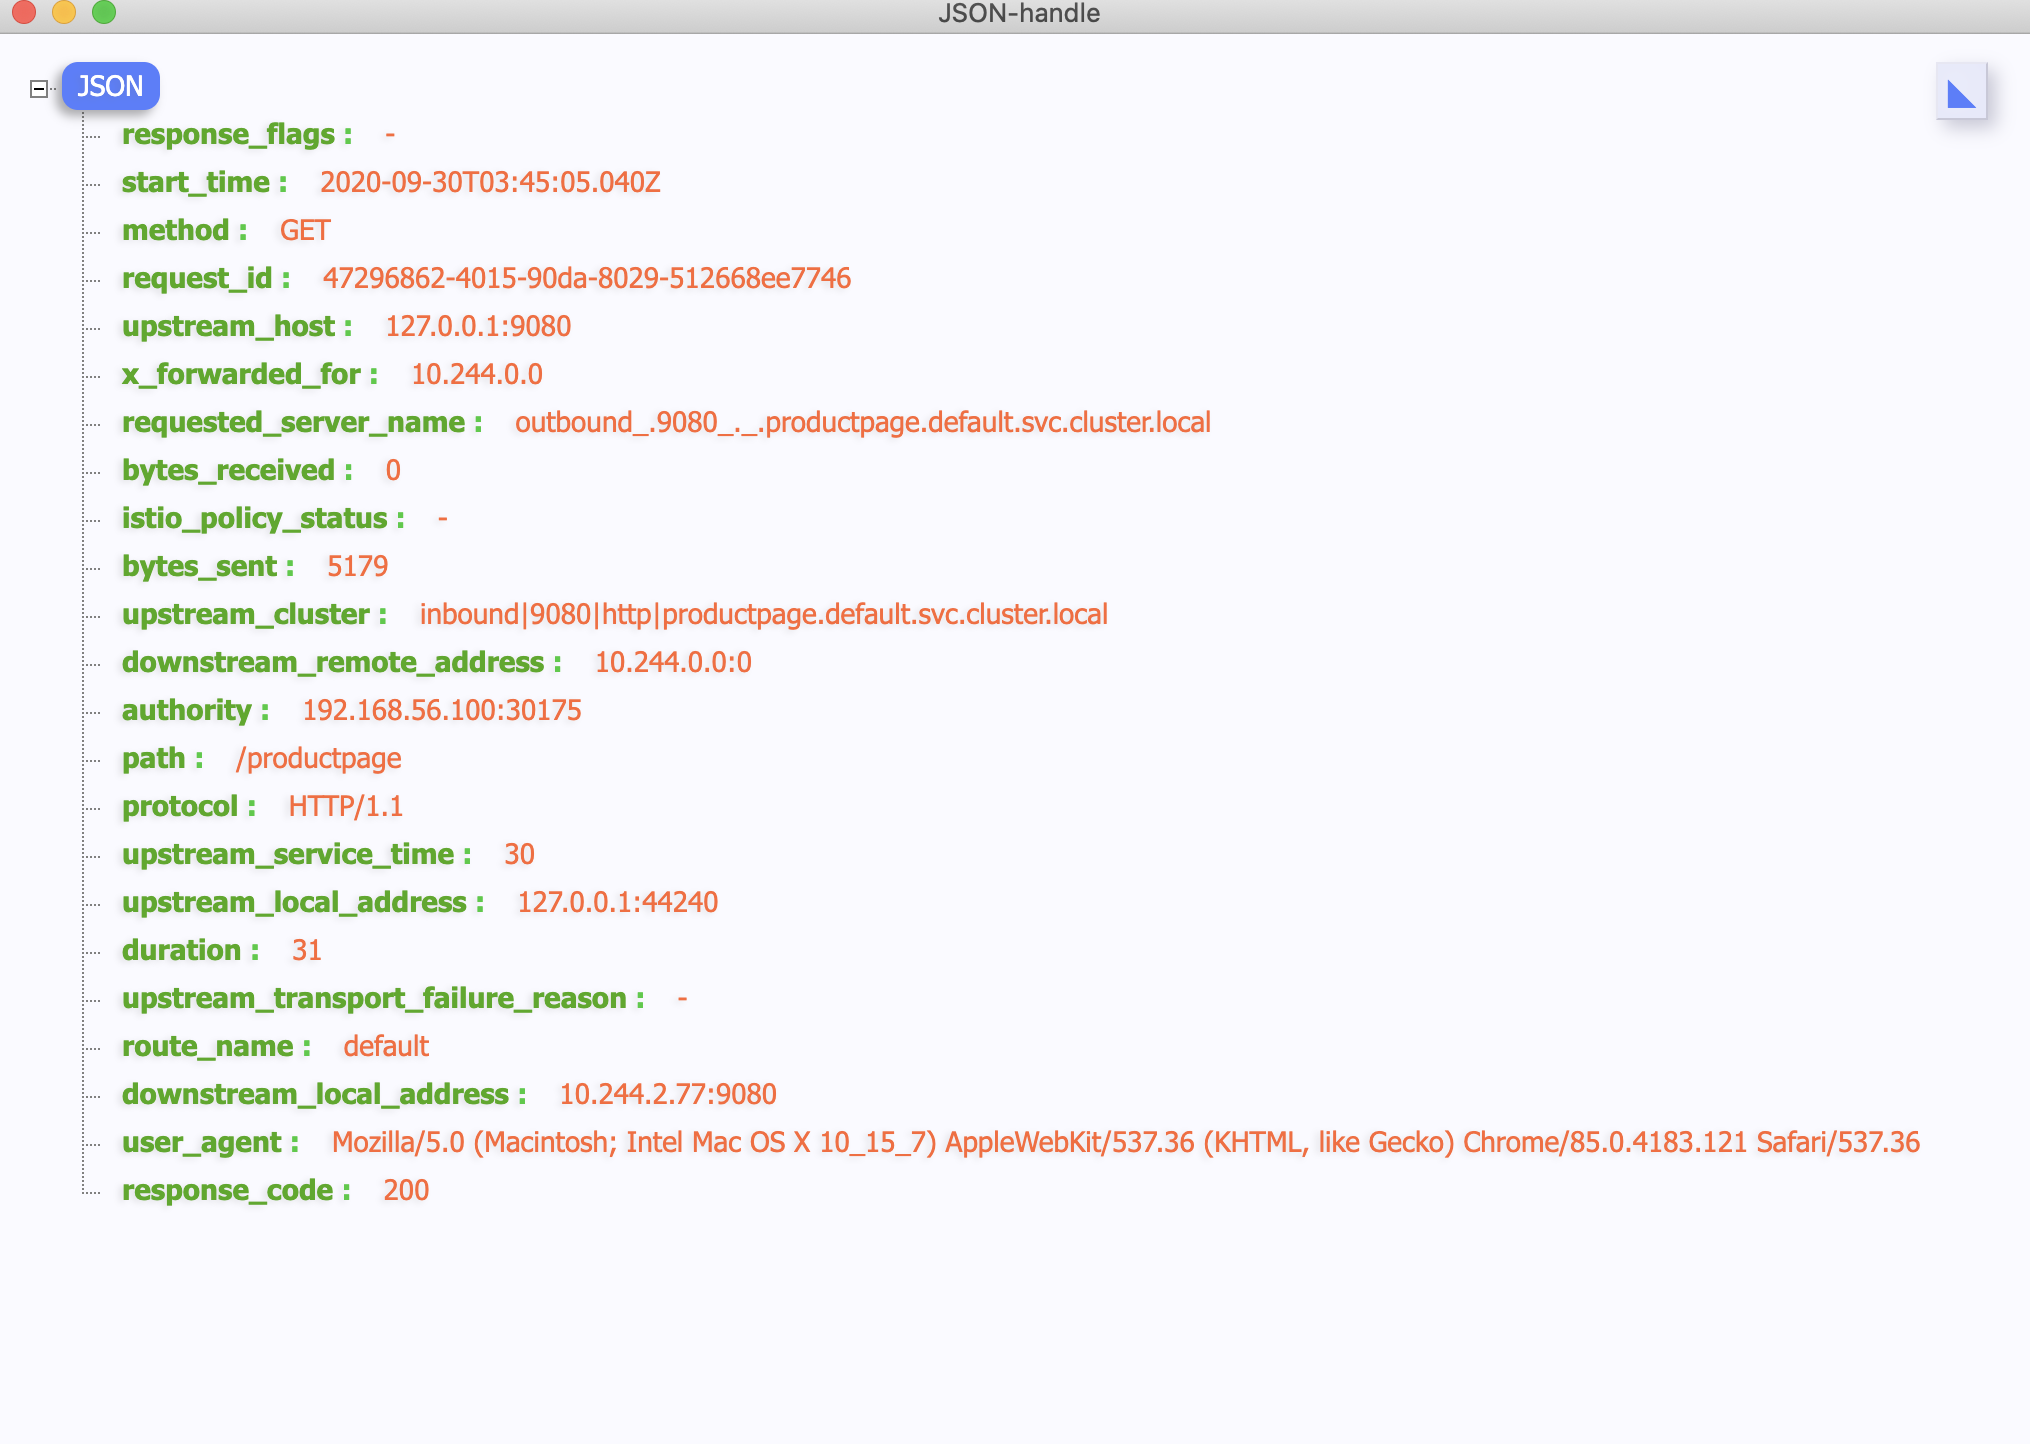 JSON-handle
JSON
response_flags : -
start_time : 2020-09-30T03:45:05.040Z
method : GET
request_id : 47296862-4015-90da-8029-512668ee7746
upstream_host : 127.0.0.1:9080
x_forwarded_for : 10.244.0.0
requested_server_name : outbound_.9080_._.productpage.default.svc.cluster.local
bytes_received : 0
istio_policy_status : -
bytes_sent : 5179
upstream_cluster : inbound|9080|http|productpage.default.svc.cluster.local
downstream_remote_address : 10.244.0.0:0
authority : 192.168.56.100:30175
path : /productpage
protocol : HTTP/1.1
upstream_service_time : 30
upstream_local_address : 127.0.0.1:44240
duration : 31
upstream_transport_failure_reason : -
route_name : default
downstream_local_address : 10.244.2.77:9080
user_agent : Mozilla/5.0 (Macintosh; Intel Mac OS X 10_15_7) AppleWebKit/537.36 (KHTML, like Gecko) Chrome/85.0.4183.121 Safari/537.36
response_code : 200